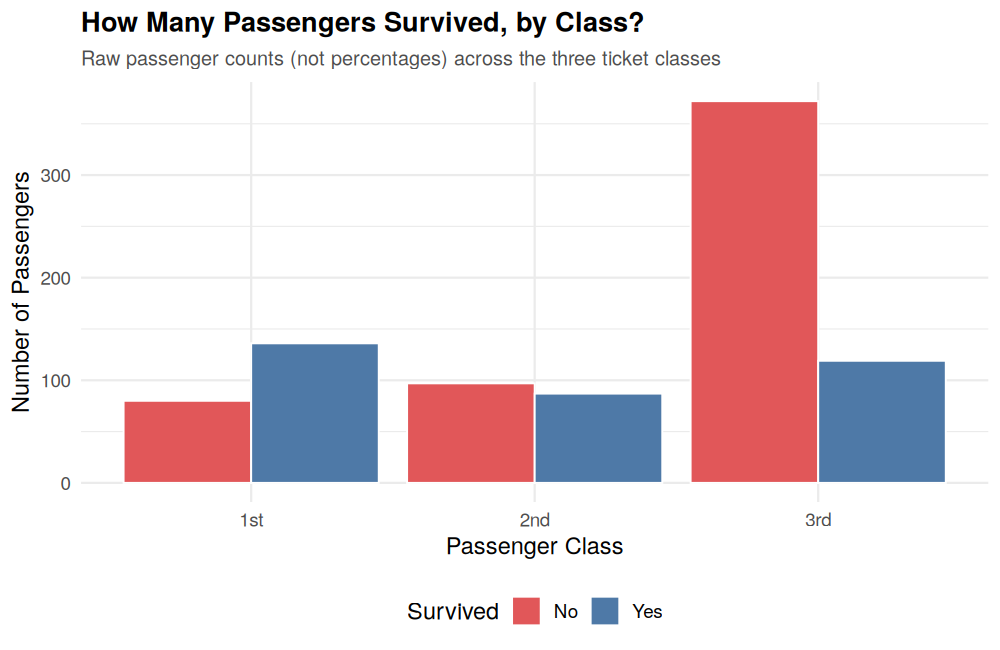 How Many Passengers Survived, by Class?
Raw passenger counts (not percentages) across the three ticket classes
Number of Passengers
300
200
100
0
1st 2nd 3rd
Passenger Class
Survived No Yes